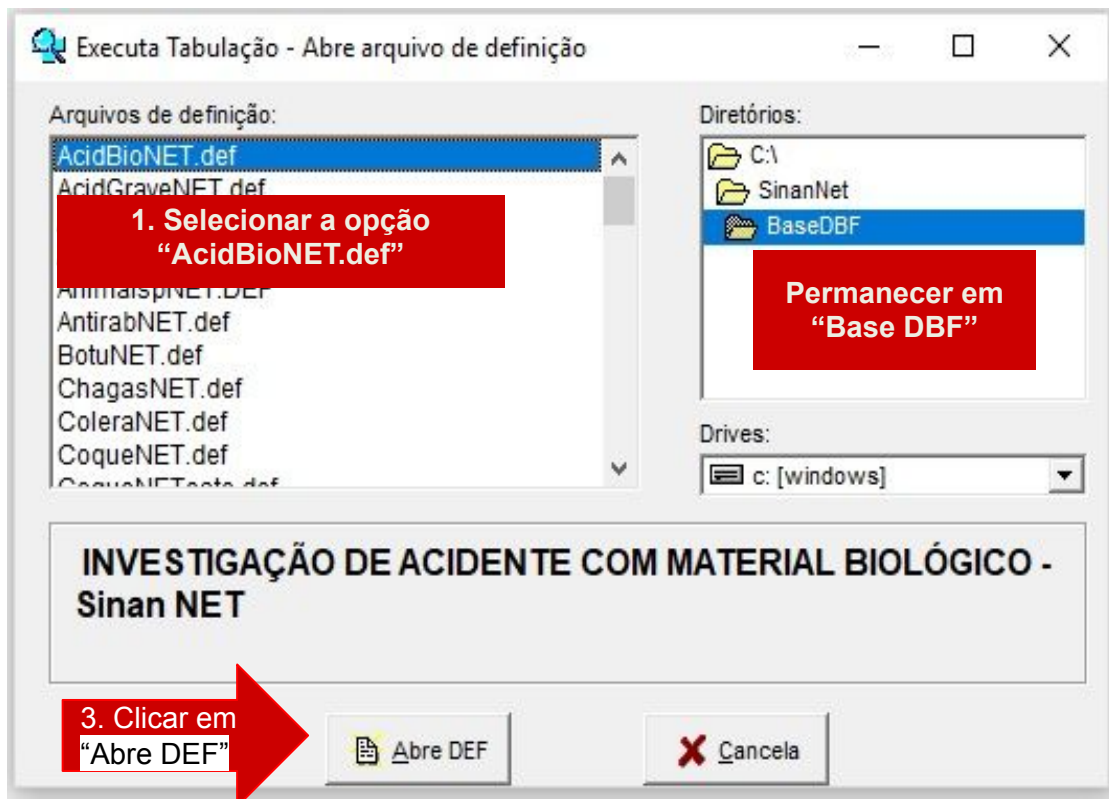 Executa Tabulação - Abre arquivo de definição
Arquivos de definição:
AcidBioNET.def
AcidGraveNET.def
1. Selecionar a opção
“AcidBioNET.def”
AnimaispNET.DEF
AntirabNET.def
BotuNET.def
ChagasNET.def
ColeraNET.def
CoqueNET.def
Diretórios:
C:\
SinanNet
BaseDBF
Permanecer em
“Base DBF”
Drives:
c: [windows]
INVESTIGAÇÃO DE ACIDENTE COM MATERIAL BIOLÓGICO -
Sinan NET
3. Clicar em
“Abre DEF”
Abre DEF
Cancela